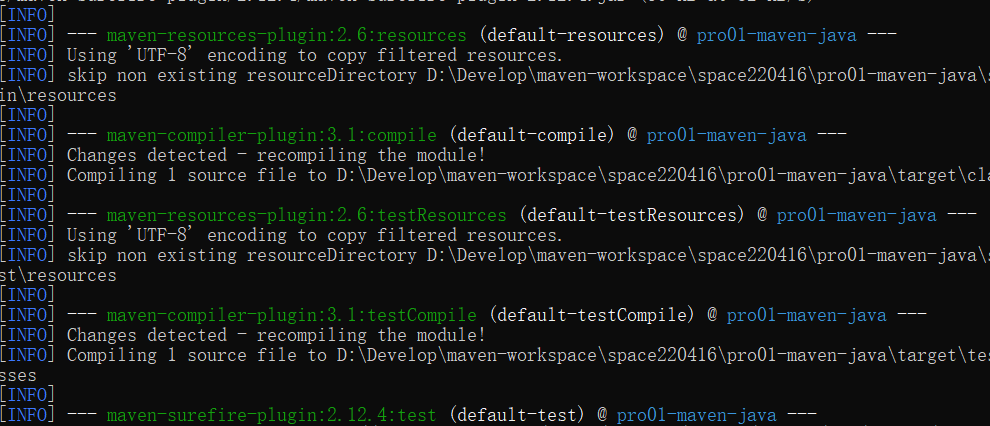 [INFO]
[INFO] --- maven-resources-plugin:2.6:resources (default-resources) @ pro01-maven-java ---
[INFO] Using 'UTF-8' encoding to copy filtered resources.
[INFO] skip non existing resourceDirectory D:\Develop\maven-workspace\space220416\pro01-maven-java\s
in\resources
[INFO]
[INFO] --- maven-compiler-plugin:3.1:compile (default-compile) @ pro01-maven-java ---
[INFO] Changes detected - recompiling the module!
[INFO] Compiling 1 source file to D:\Develop\maven-workspace\space220416\pro01-maven-java\target\cla
[INFO]
[INFO] --- maven-resources-plugin:2.6:testResources (default-testResources) @ pro01-maven-java ---
[INFO] Using 'UTF-8' encoding to copy filtered resources.
[INFO] skip non existing resourceDirectory D:\Develop\maven-workspace\space220416\pro01-maven-java\s
st\resources
[INFO]
[INFO] --- maven-compiler-plugin:3.1:testCompile (default-testCompile) @ pro01-maven-java ---
[INFO] Changes detected - recompiling the module!
[INFO] Compiling 1 source file to D:\Develop\maven-workspace\space220416\pro01-maven-java\target\tes
sses
[INFO]
[INFO] --- maven-surefire-plugin:2.12.4:test (default-test) @ pro01-maven-java ---